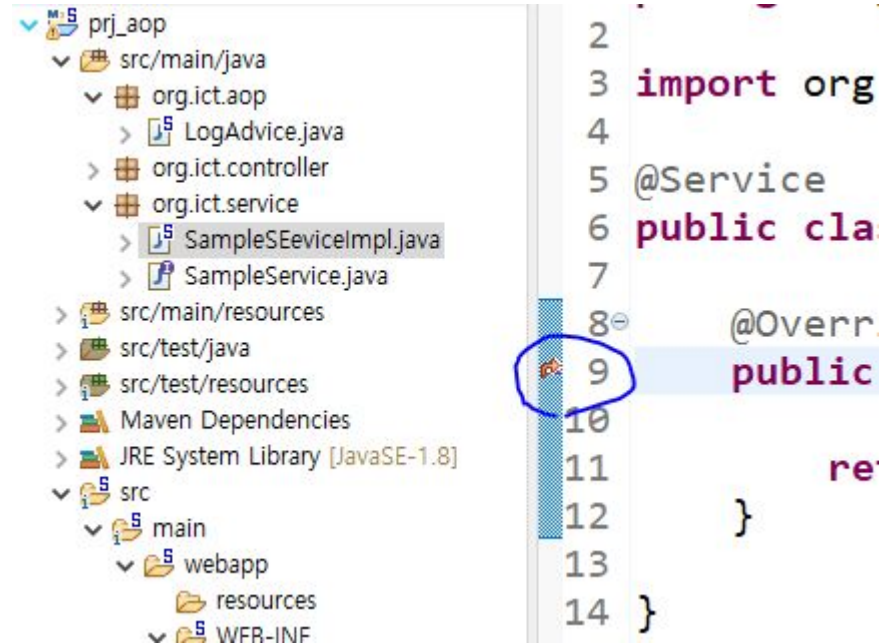 prj_aop
src/main/java
org.ict.aop
LogAdvice.java
org.ict.controller
org.ict.service
SampleSEeviceImpl.java
SampleService.java
src/main/resources
src/test/java
src/test/resources
Maven Dependencies
JRE System Library [JavaSE-1.8]
src
main
webapp
resources
WEB-INF
2
3 import org
4
5 @Service
6 public cla
7
8 @Overr
9 public
10
11 re
12 }
13
14 }